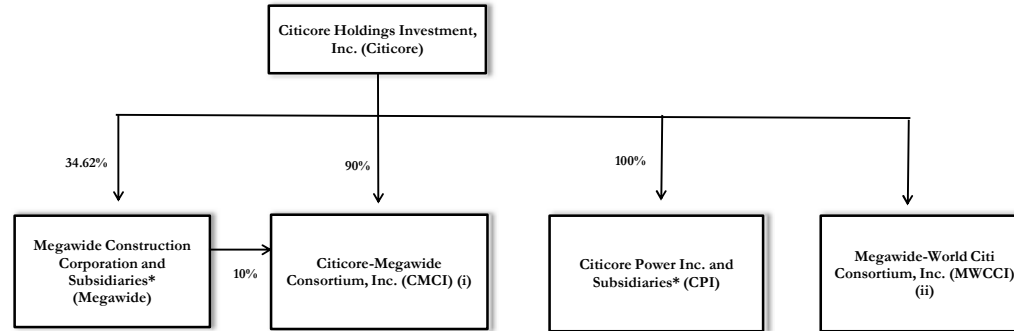 Citicore Holdings Investment,
Inc. (Citicore)
34.62%
90%
100%
Megawide Construction
Corporation and
Subsidiaries*
(Megawide)
10%
Citicore-Megawide
Consortium, Inc. (CMCI) (i)
Citicore Power Inc. and
Subsidiaries* (CPI)
Megawide-World Citi
Consortium, Inc. (MWCCI)
(ii)